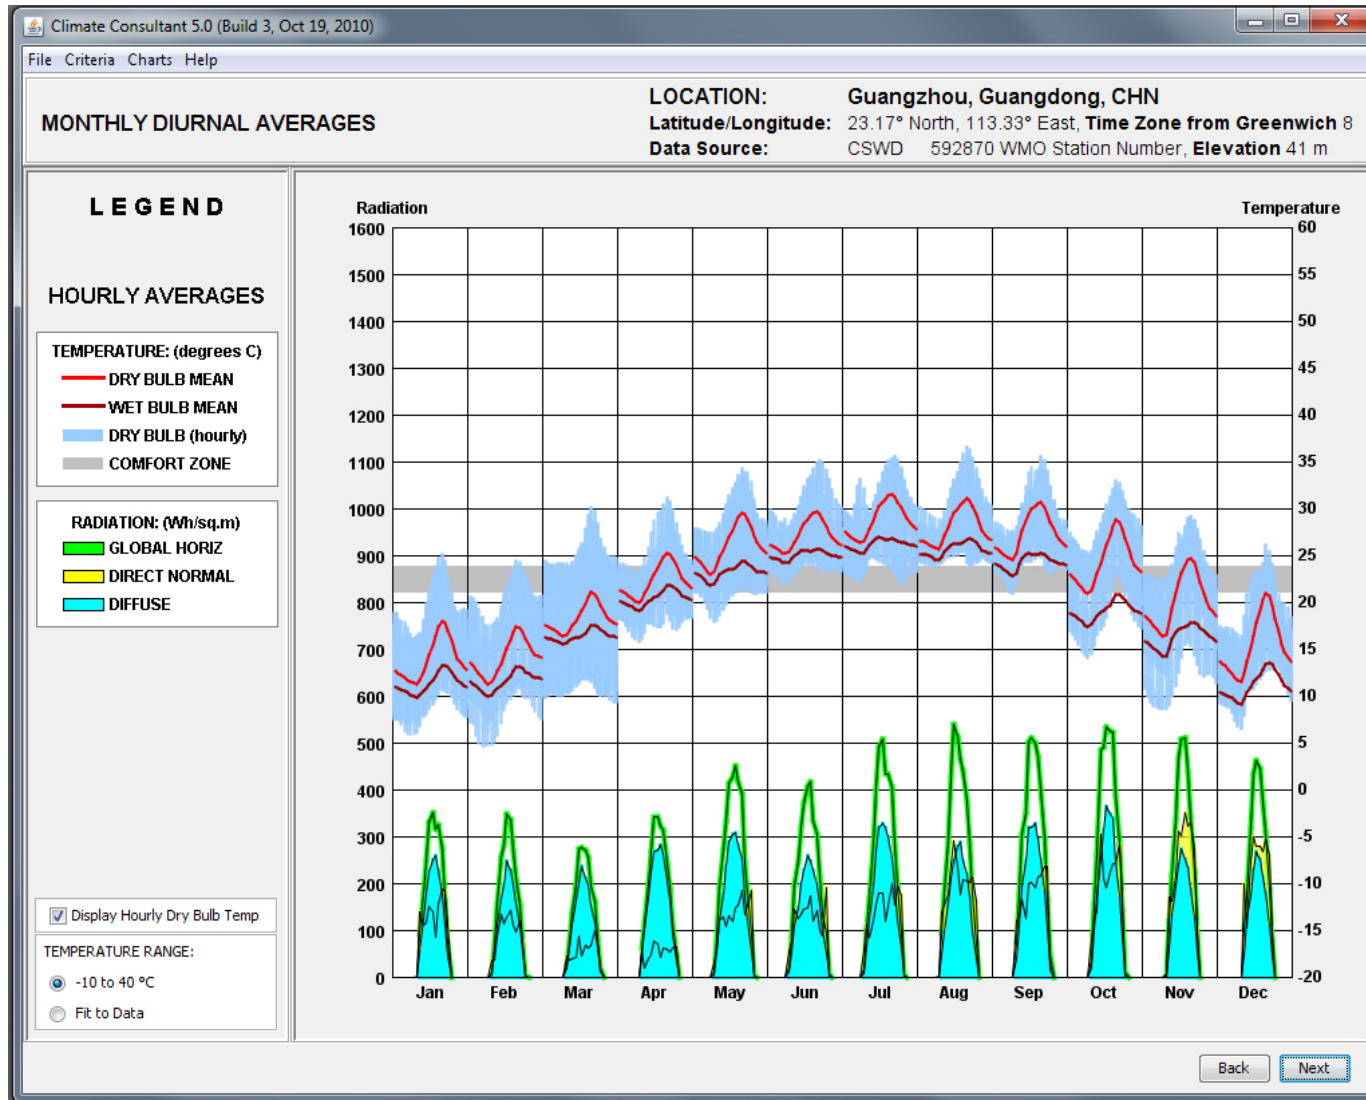 Climate Consultant 5.0 (Build 3, Oct 19, 2010)
File Criteria Charts Help
MONTHLY DIURNAL AVERAGES
LOCATION: Guangzhou, Guangdong, CHN
Latitude/Longitude: 23.17° North, 113.33° East, Time Zone from Greenwich 8
Data Source: CSWD 592870 WMO Station Number, Elevation 41 m
LEGEND
HOURLY AVERAGES
TEMPERATURE: (degrees C)
DRY BULB MEAN
WET BULB MEAN
DRY BULB (hourly)
COMFORT ZONE
RADIATION: (Wh/sq.m)
GLOBAL HORIZ
DIRECT NORMAL
DIFFUSE
Display Hourly Dry Bulb Temp
TEMPERATURE RANGE:
-10 to 40 °C
Fit to Data
Radiation Temperature
1600 60
1500 55
1400 50
1300 45
1200 40
1100 35
1000 30
900 25
800 20
700 15
600 10
500 5
400 0
300 -5
200 -10
100 -15
0 -20
Jan Feb Mar Apr May Jun Jul Aug Sep Oct Nov Dec
Back Next